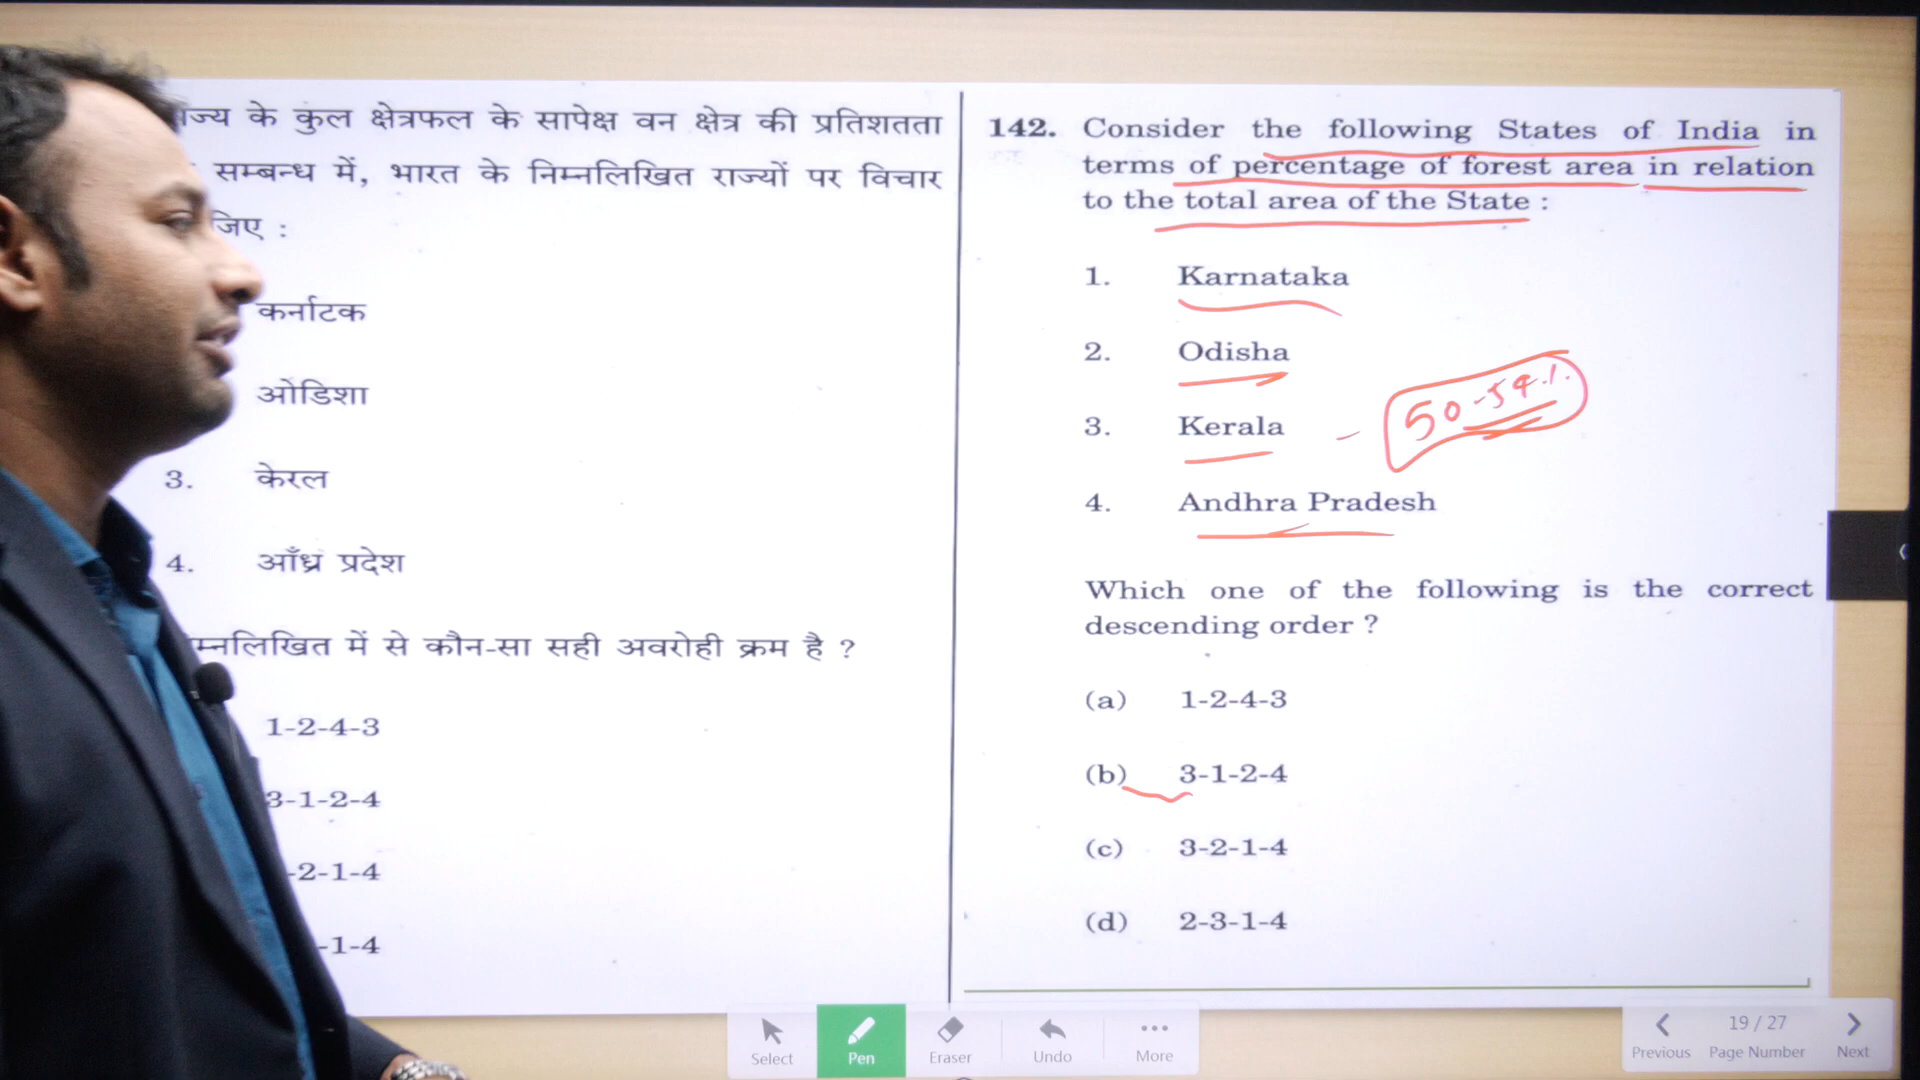 के कुल क्षेत्रफल के सापेक्ष वन क्षेत्र की प्रतिशतता
सम्बन्ध में, भारत के निम्नलिखित राज्यों पर विचार
:
कर्नाटक
ओडिशा
3. केरल
4. आँध्र प्रदेश
में से कौन-सा सही अवरोही क्रम है ?
1-2-4-3
3-1-2-4
-2-1-4
-1-4
142. Consider the following States of India in
terms of percentage of forest area in relation
to the total area of the State :
1. Karnataka
2. Odisha
3. Kerala - 50-54%
4. Andhra Pradesh
Which one of the following is the correct
descending order ?
(a) 1-2-4-3
(b) 3-1-2-4
(c) 3-2-1-4
(d) 2-3-1-4
Select Pen Eraser Undo More
19 / 27
Previous Page Number Next